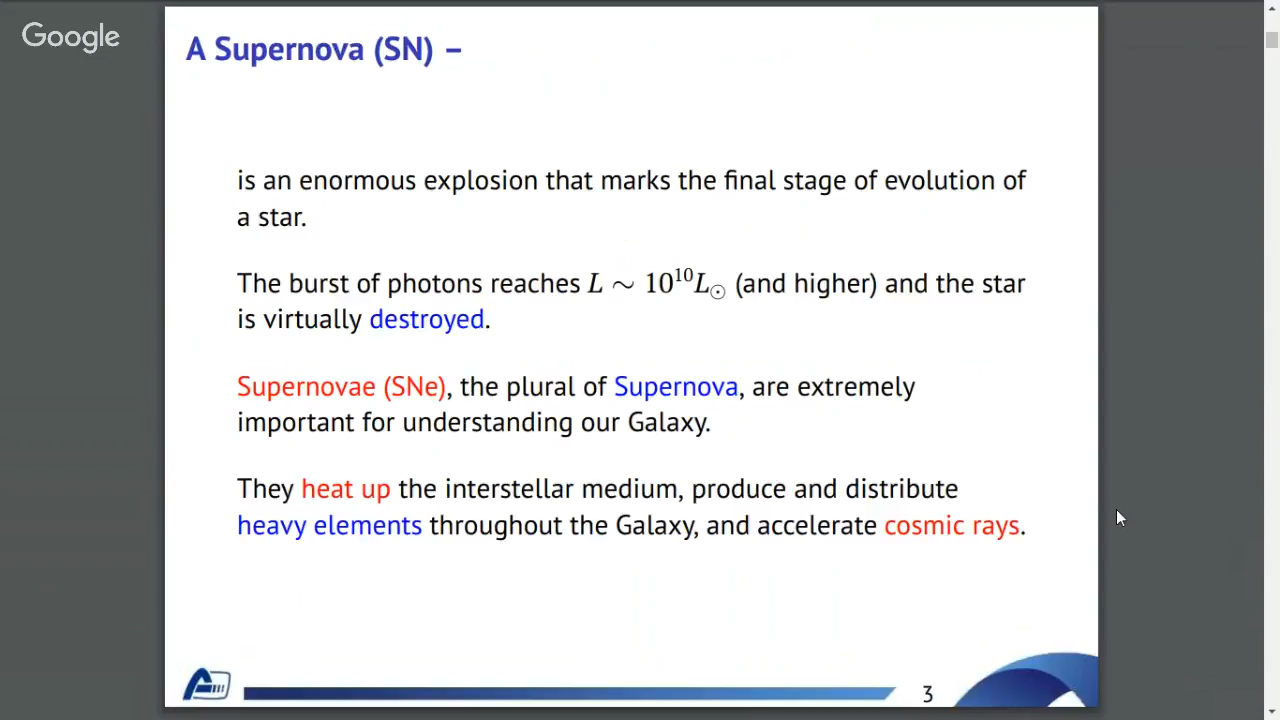 Google
A Supernova (SN) –
is an enormous explosion that marks the final stage of evolution of
a star.
The burst of photons reaches L ∼ 10¹⁰L☉ (and higher) and the star
is virtually destroyed.
Supernovae (SNe), the plural of Supernova, are extremely
important for understanding our Galaxy.
They heat up the interstellar medium, produce and distribute
heavy elements throughout the Galaxy, and accelerate cosmic rays.
3